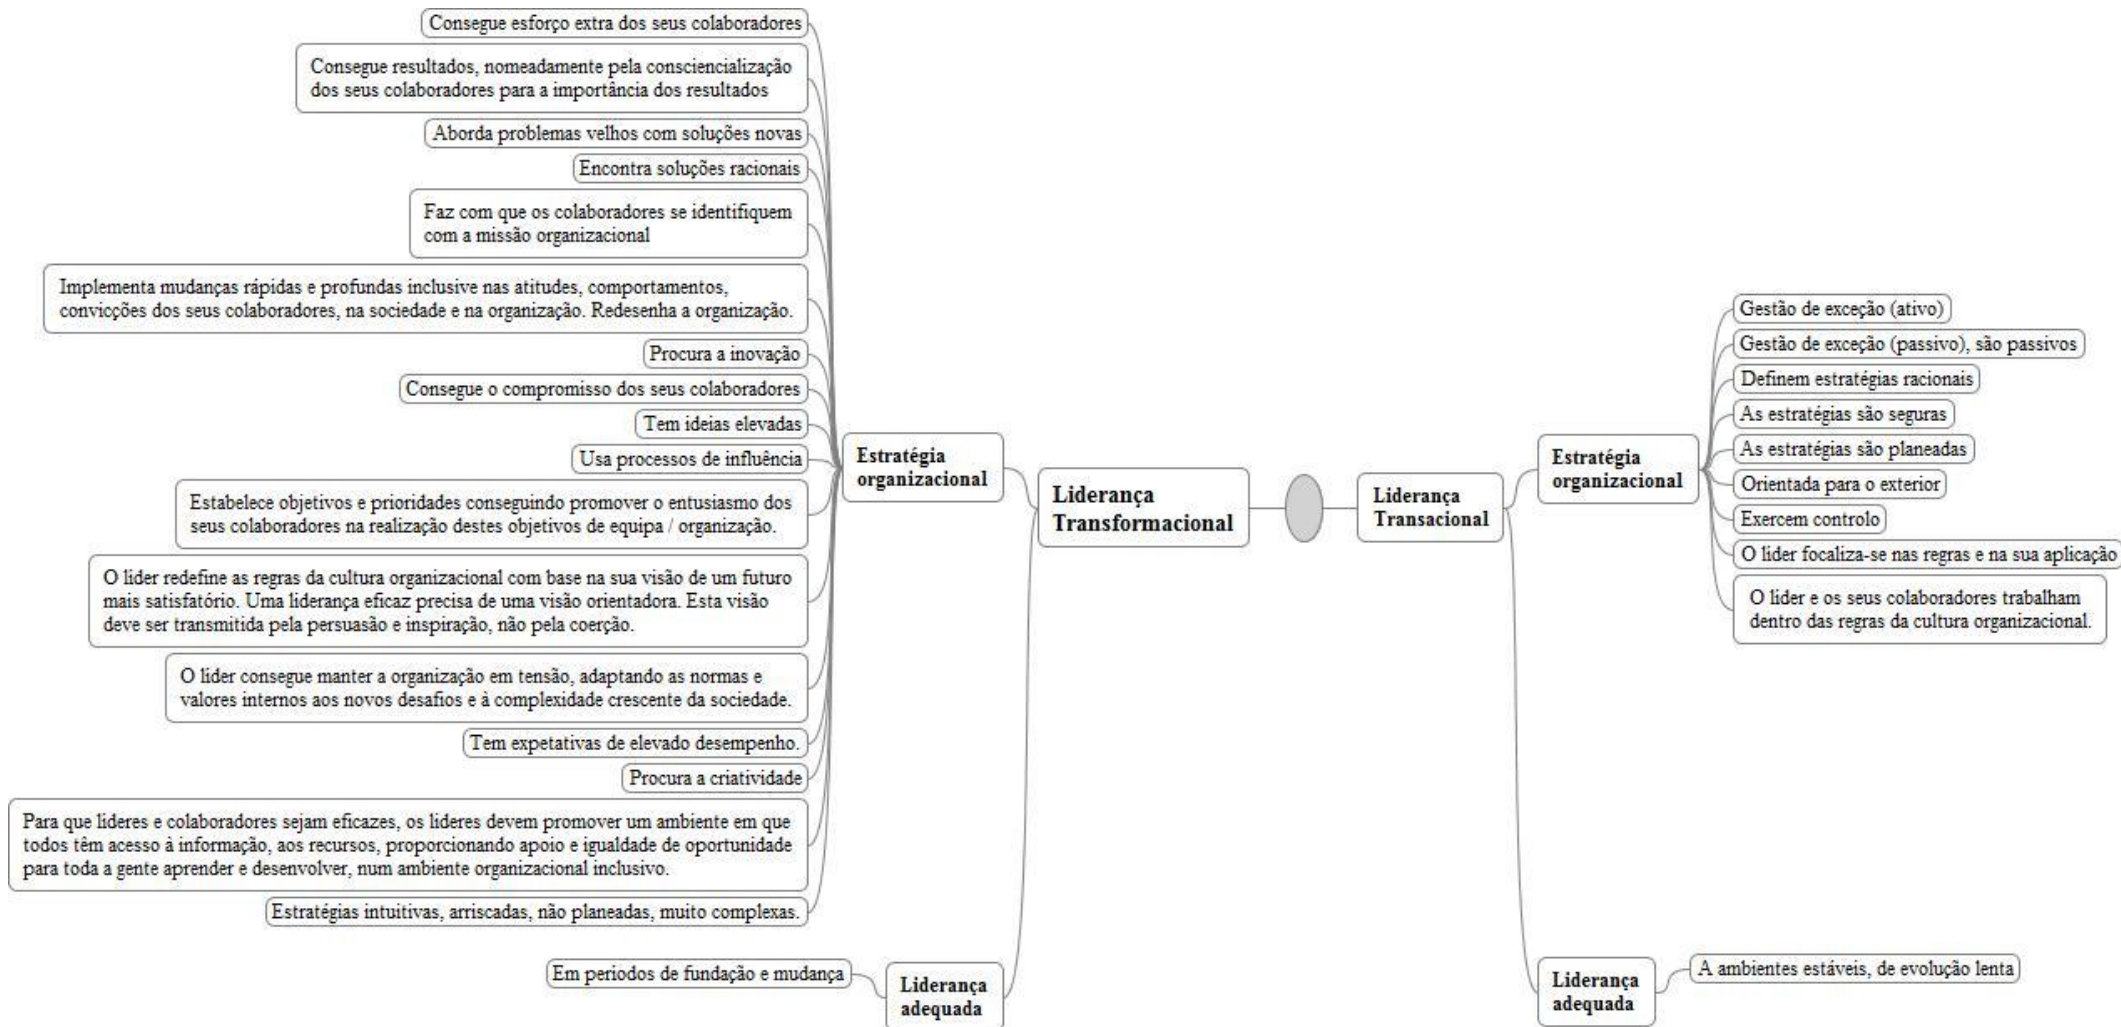 Consegue esforço extra dos seus colaboradores
Consegue resultados, nomeadamente pela consciencialização
dos seus colaboradores para a importância dos resultados
Aborda problemas velhos com soluções novas
Encontra soluções racionais
Faz com que os colaboradores se identifiquem
com a missão organizacional
Implementa mudanças rápidas e profundas inclusive nas atitudes, comportamentos,
convicções dos seus colaboradores, na sociedade e na organização. Redesenha a organização.
Procura a inovação
Consegue o compromisso dos seus colaboradores
Tem ideias elevadas
Usa processos de influência
Estabelece objetivos e prioridades conseguindo promover o entusiasmo dos
seus colaboradores na realização destes objetivos de equipa / organização.
O líder redefine as regras da cultura organizacional com base na sua visão de um futuro
mais satisfatório. Uma liderança eficaz precisa de uma visão orientadora. Esta visão
deve ser transmitida pela persuasão e inspiração, não pela coerção.
O líder consegue manter a organização em tensão, adaptando as normas e
valores internos aos novos desafios e à complexidade crescente da sociedade.
Tem expetativas de elevado desempenho.
Procura a criatividade
Para que líderes e colaboradores sejam eficazes, os líderes devem promover um ambiente em que
todos têm acesso à informação, aos recursos, proporcionando apoio e igualdade de oportunidade
para toda a gente aprender e desenvolver, num ambiente organizacional inclusivo.
Estratégias intuitivas, arriscadas, não planeadas, muito complexas.
Estratégia
organizacional
Em períodos de fundação e mudança
Liderança
adequada
Liderança
Transformacional
Liderança
Transacional
Estratégia
organizacional
Gestão de exceção (ativo)
Gestão de exceção (passivo), são passivos
Definem estratégias racionais
As estratégias são seguras
As estratégias são planeadas
Orientada para o exterior
Exercem controlo
O líder focaliza-se nas regras e na sua aplicação
O líder e os seus colaboradores trabalham
dentro das regras da cultura organizacional.
Liderança
adequada
A ambientes estáveis, de evolução lenta